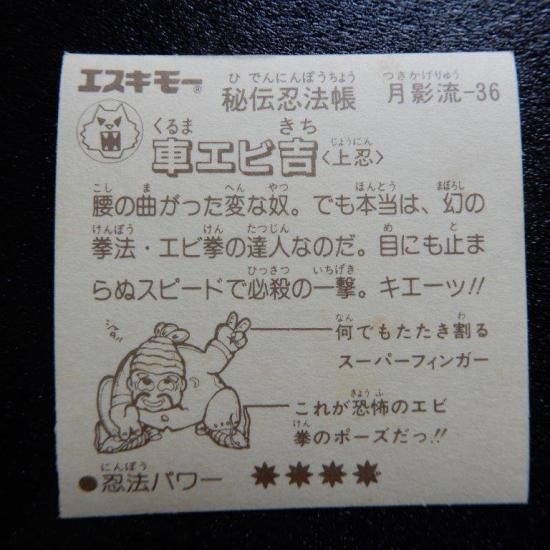 エスキモー® 秘伝忍法帳 月影流-36
車エビ吉〈上忍〉
腰の曲がった変な奴。でも本当は、幻の
拳法・エビ拳の達人なのだ。目にも止ま
らぬスピードで必殺の一撃。キエーッ!!
何でもたたき割る
スーパーフィンガー
これが恐怖のエビ
拳のポーズだっ!!
●忍法パワー ✹✹✹✹